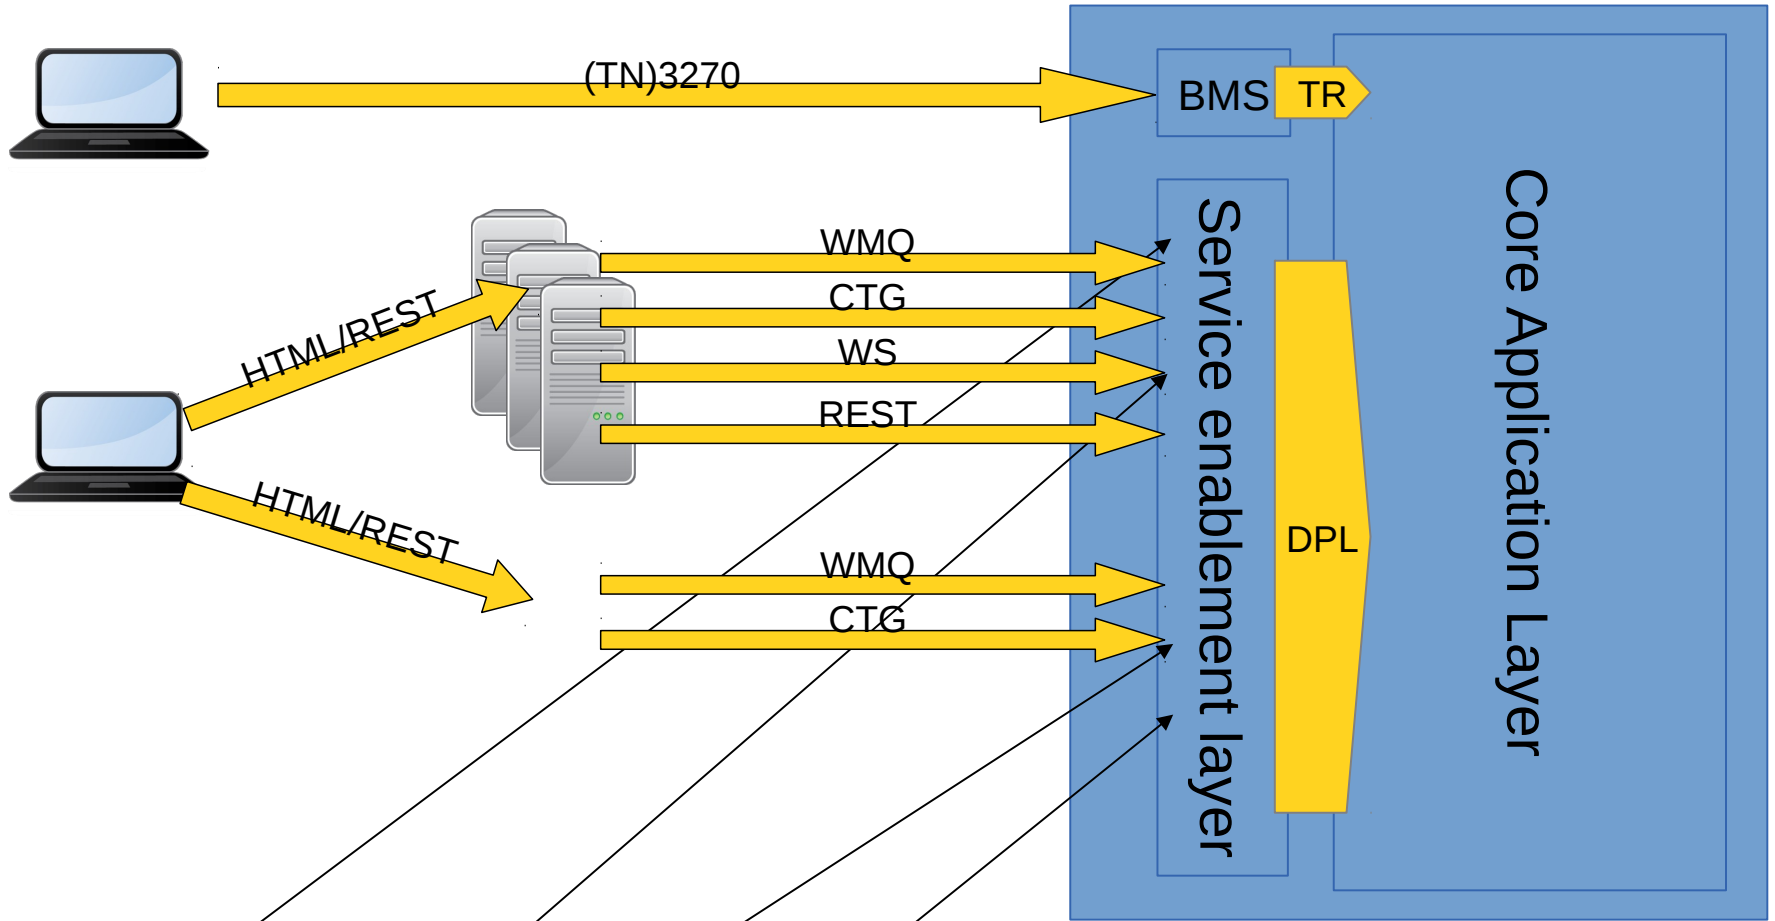 (TN)3270
BMS
TR
WMQ
CTG
WS
REST
HTML/REST
HTML/REST
WMQ
CTG
Service enablement layer
DPL
Core Application Layer